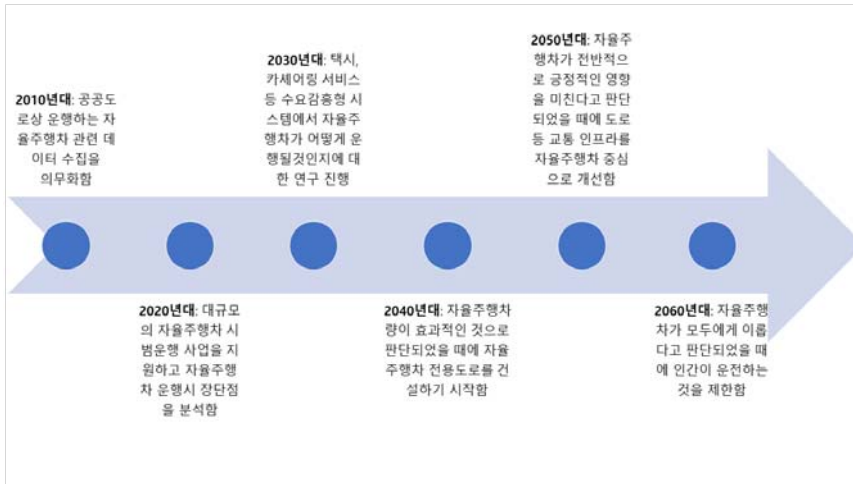 2010년대: 공공도
로상 운행하는 자
율주행차 관련 데
이터 수집을
의무화함
2020년대: 대규모
의 자율주행차 시
범운행 사업을 지
원하고 자율주행
차 운행시 장단점
을 분석함
2030년대: 택시,
카셰어링 서비스
등 수요감홍형 시
스템에서 자율주
행차가 어떻게 운
행될것인지에 대
한 연구 진행
2040년대: 자율주행차
량이 효과적인 것으로
판단되었을 때에 자율
주행차 전용도로를 건
설하기 시작함
2050년대: 자율주
행차가 전반적으
로 긍정적인 영향
을 미친다고 판단
되었을 때에 도로
등 교통 인프라를
자율주행차 중심
으로 개선함
2060년대: 자율주행
차가 모두에게 이롭
다고 판단되었을 때
에 인간이 운전하는
것을 제한함